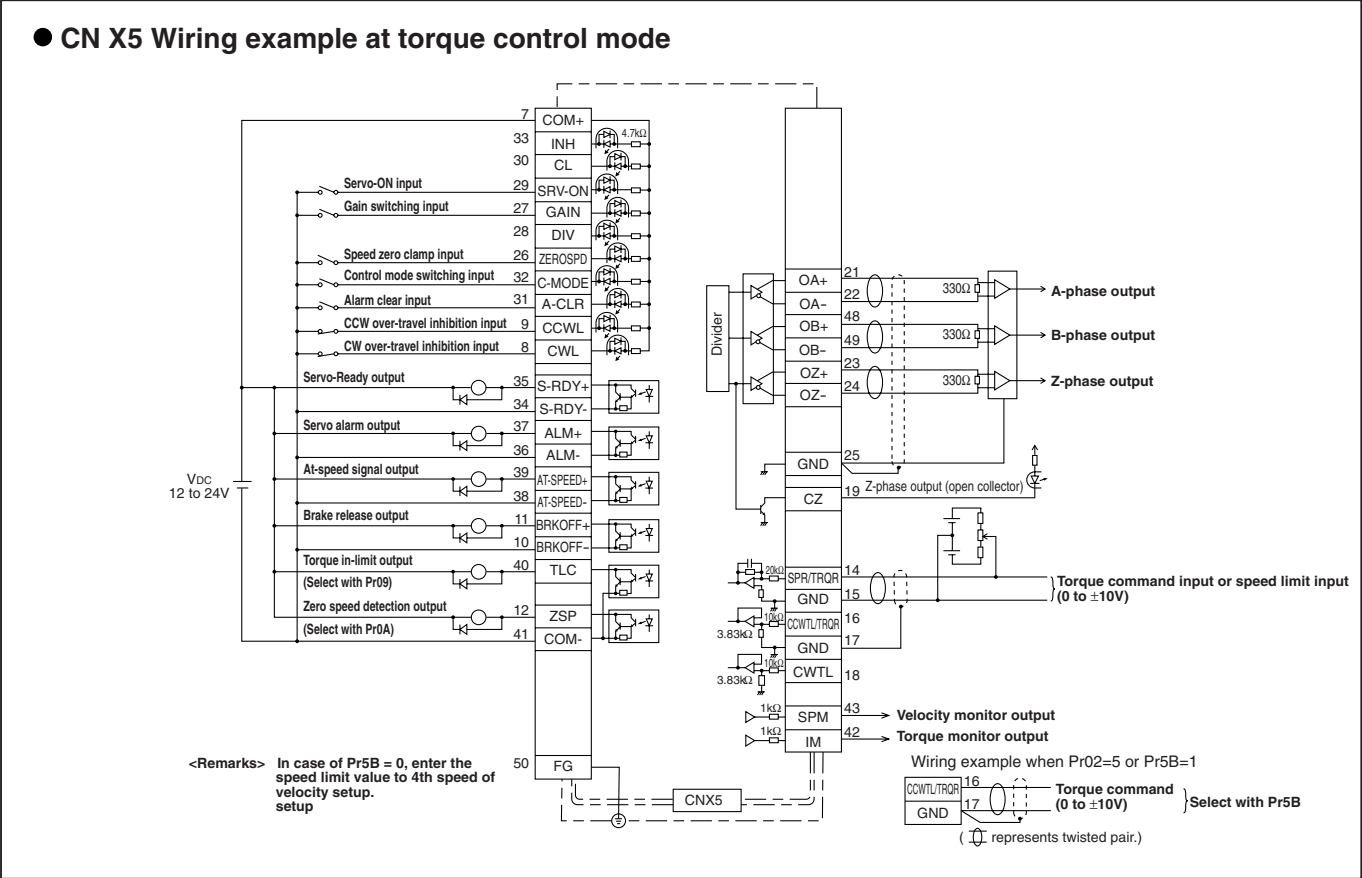 ● CN X5 Wiring example at torque control mode
7 COM+
33 INH 4.7kΩ
30 CL
Servo-ON input 29 SRV-ON
Gain switching input 27 GAIN
28 DIV
Speed zero clamp input 26 ZEROSPD
Control mode switching input 32 C-MODE
Alarm clear input 31 A-CLR
CCW over-travel inhibition input 9 CCWL
CW over-travel inhibition input 8 CWL
Servo-Ready output 35 S-RDY+
34 S-RDY-
Servo alarm output 37 ALM+
36 ALM-
At-speed signal output 39 AT-SPEED+
38 AT-SPEED-
Brake release output 11 BRKOFF+
10 BRKOFF-
Torque in-limit output 40 TLC
(Select with Pr09)
Zero speed detection output 12 ZSP
(Select with Pr0A) 41 COM-
VDC
12 to 24V
50 FG
<Remarks> In case of Pr5B = 0, enter the
speed limit value to 4th speed of
velocity setup.
setup
CNX5
Divider
OA+ 21
OA− 22 330Ω A-phase output
OB+ 48
OB− 49 330Ω B-phase output
OZ+ 23
OZ− 24 330Ω Z-phase output
GND 25
CZ 19 Z-phase output (open collector)
20kΩ SPR/TRQR 14
GND 15
Torque command input or speed limit input
(0 to ±10V)
10kΩ CCWTL/TRQR 16
3.83kΩ
GND 17
10kΩ CWTL 18
3.83kΩ
1kΩ SPM 43 Velocity monitor output
1kΩ IM 42 Torque monitor output
Wiring example when Pr02=5 or Pr5B=1
CCWTL/TRQR 16 Torque command
GND 17 (0 to ±10V) Select with Pr5B
( represents twisted pair.)